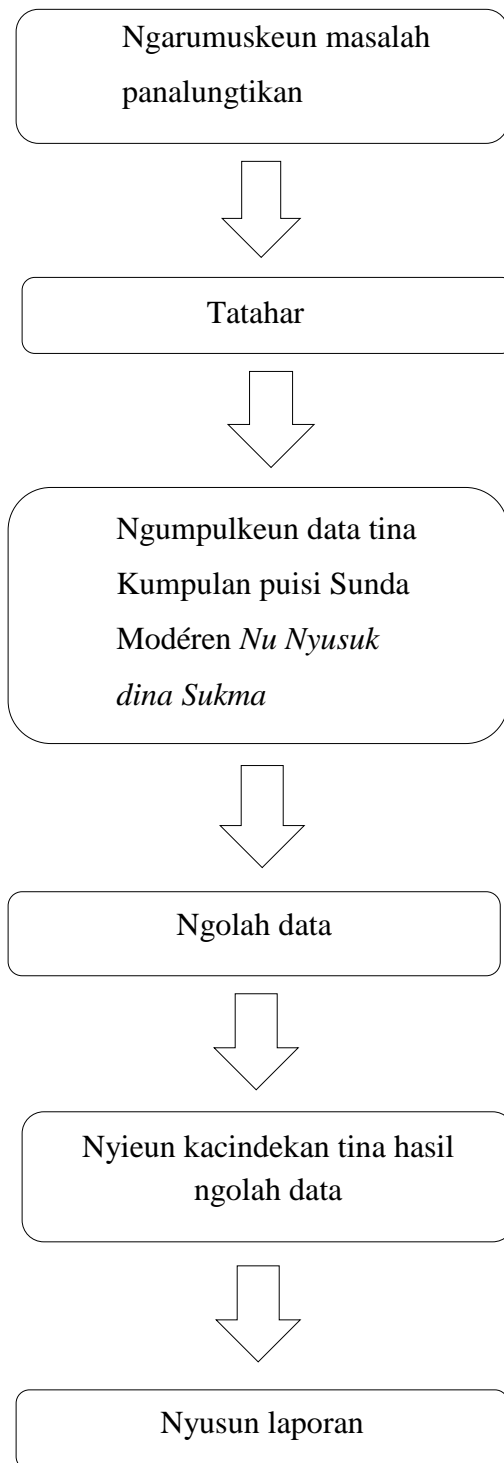 Ngarumuskeun masalah
panalungtikan
Tatahar
Ngumpulkeun data tina
Kumpulan puisi Sunda
Modéren Nu Nyusuk
dina Sukma
Ngolah data
Nyieun kacindekan tina hasil
ngolah data
Nyusun laporan